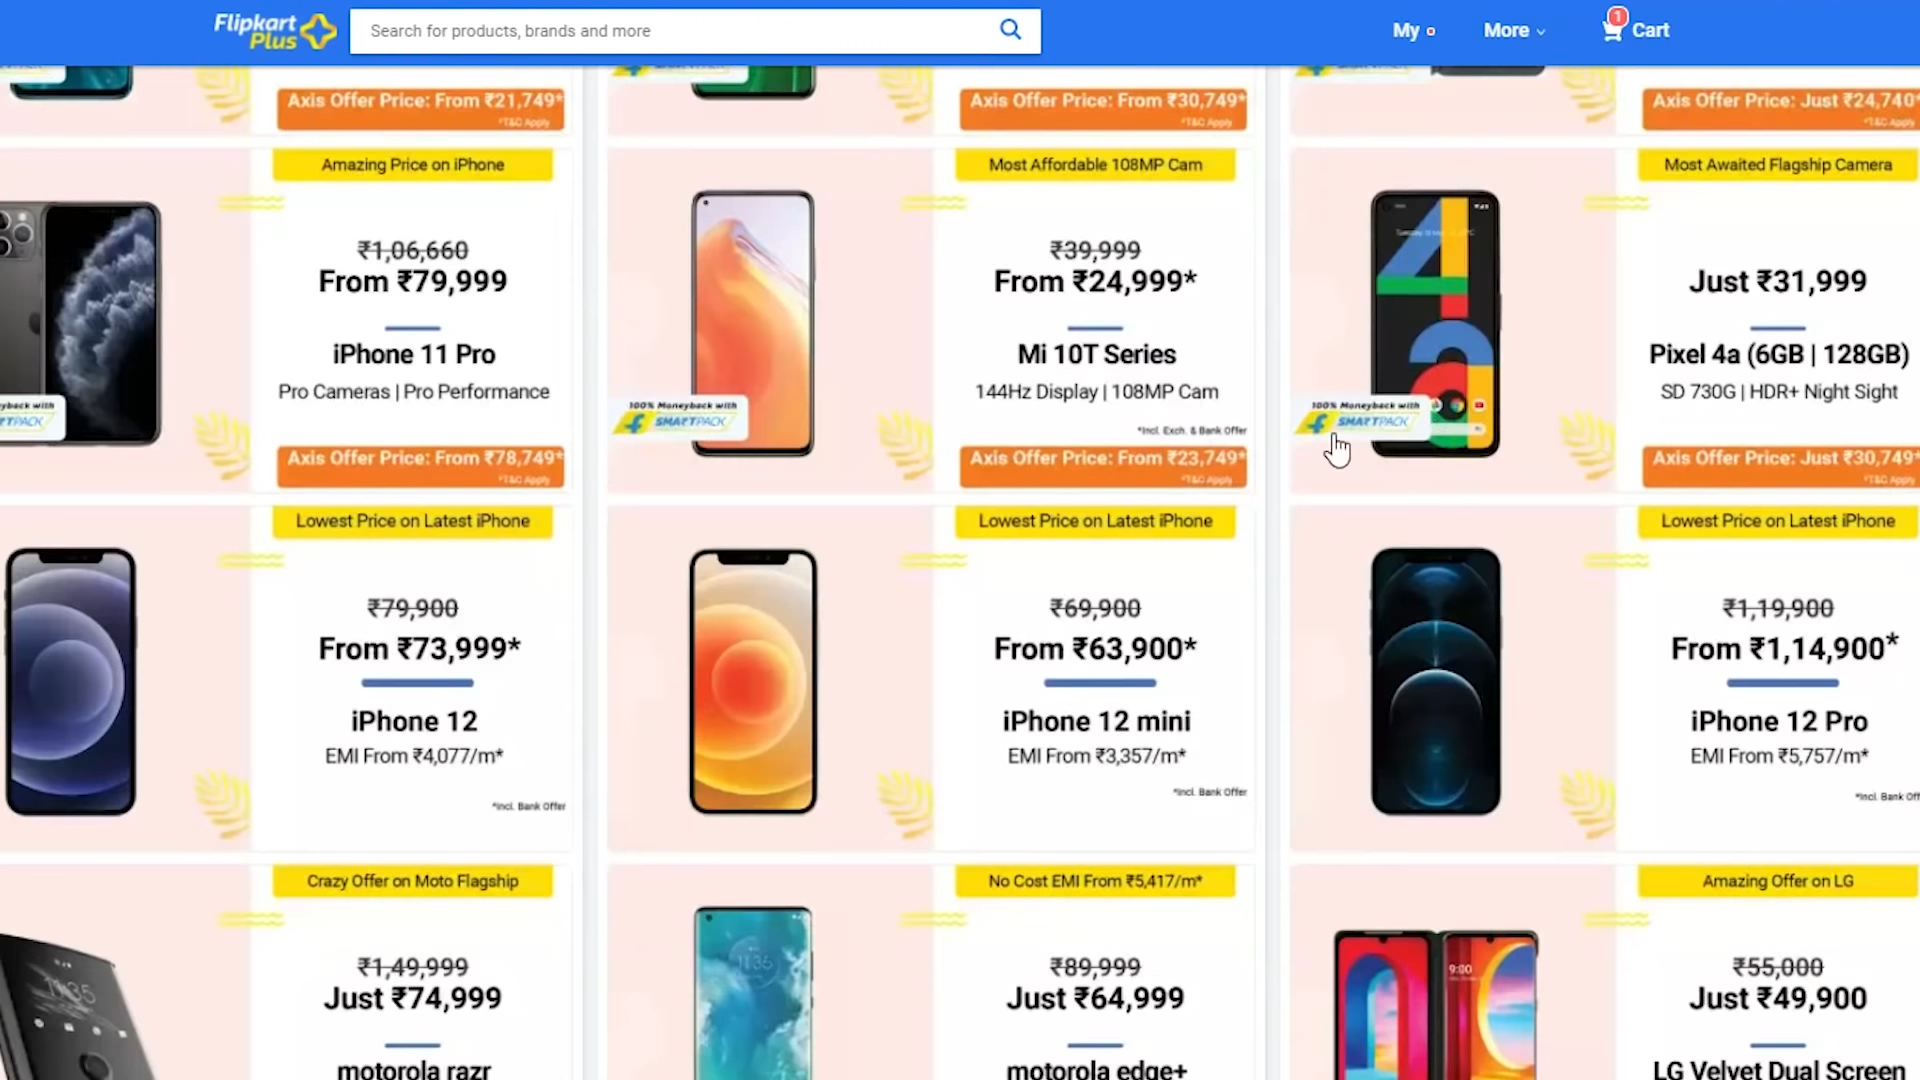 Flipkart
Plus
Search for products, brands and more
My
More
1
Cart
Axis Offer Price: From ₹21,749*
*T&C Apply
Axis Offer Price: From ₹30,749*
*T&C Apply
Axis Offer Price: Just ₹24,740*
*T&C Apply
Amazing Price on iPhone
₹1,06,660
From ₹79,999
iPhone 11 Pro
Pro Cameras | Pro Performance
with
Axis Offer Price: From ₹78,749*
*T&C Apply
Most Affordable 108MP Cam
₹39,999
From ₹24,999*
Mi 10T Series
144Hz Display | 108MP Cam
*Incl. Exch. & Bank Offer
100% Moneyback with
SMARTPACK
Axis Offer Price: From ₹23,749*
*T&C Apply
Most Awaited Flagship Camera
Just ₹31,999
Pixel 4a (6GB | 128GB)
SD 730G | HDR+ Night Sight
100% Moneyback with
SMARTPACK
Axis Offer Price: Just ₹30,749*
*T&C Apply
Lowest Price on Latest iPhone
₹79,900
From ₹73,999*
iPhone 12
EMI From ₹4,077/m*
*Incl. Bank Offer
Lowest Price on Latest iPhone
₹69,900
From ₹63,900*
iPhone 12 mini
EMI From ₹3,357/m*
*Incl. Bank Offer
Lowest Price on Latest iPhone
₹1,19,900
From ₹1,14,900*
iPhone 12 Pro
EMI From ₹5,757/m*
*Incl. Bank Off
Crazy Offer on Moto Flagship
₹1,49,999
Just ₹74,999
motorola razr
11:35
No Cost EMI From ₹5,417/m*
₹89,999
Just ₹64,999
motorola edge+
11:35
Amazing Offer on LG
₹55,000
Just ₹49,900
LG Velvet Dual Screen
9:00